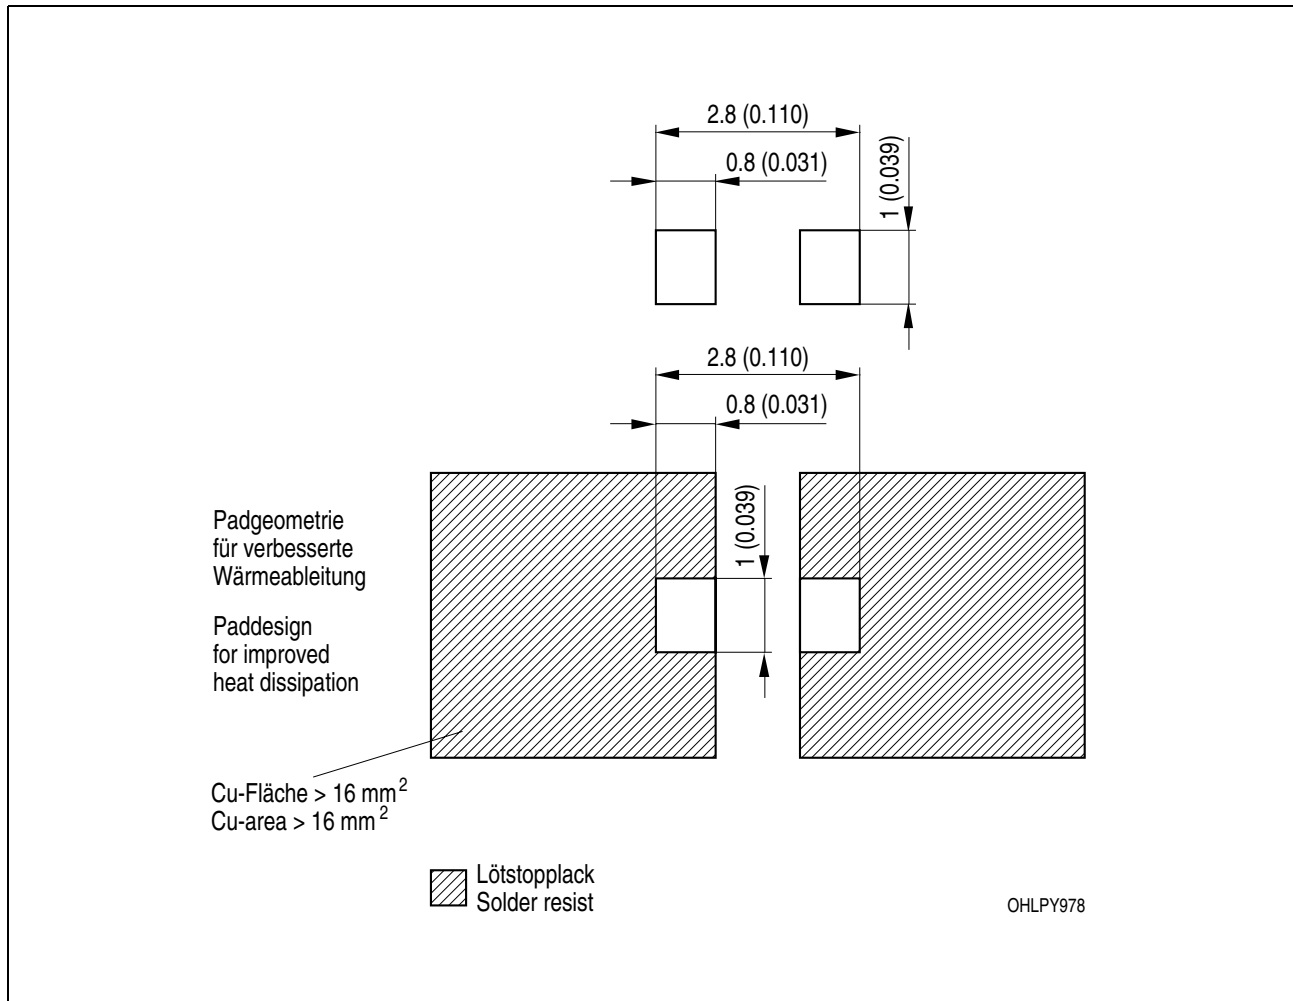 2.8 (0.110)
0.8 (0.031)
1 (0.039)
2.8 (0.110)
0.8 (0.031)
1 (0.039)
Padgeometrie
für verbesserte
Wärmeableitung
Paddesign
for improved
heat dissipation
Cu-Fläche > 16 mm²
Cu-area > 16 mm²
Lötstopplack
Solder resist
OHLPY978